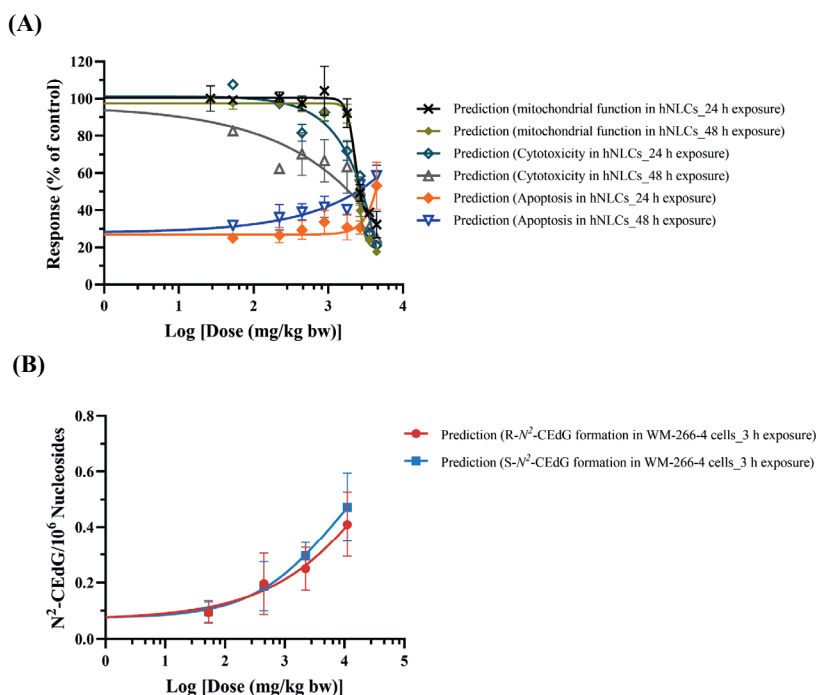 (A)
Response (% of control)
120
100
80
60
40
20
0
0 1 2 3 4
Log [Dose (mg/kg bw)]
Prediction (mitochondrial function in hNLCs_24 h exposure)
Prediction (mitochondrial function in hNLCs_48 h exposure)
Prediction (Cytotoxicity in hNLCs_24 h exposure)
Prediction (Cytotoxicity in hNLCs_48 h exposure)
Prediction (Apoptosis in hNLCs_24 h exposure)
Prediction (Apoptosis in hNLCs_48 h exposure)
(B)
N²-CEdG/10⁶ Nucleosides
0.8
0.6
0.4
0.2
0.0
0 1 2 3 4 5
Log [Dose (mg/kg bw)]
Prediction (R-N²-CEdG formation in WM-266-4 cells_3 h exposure)
Prediction (S-N²-CEdG formation in WM-266-4 cells_3 h exposure)